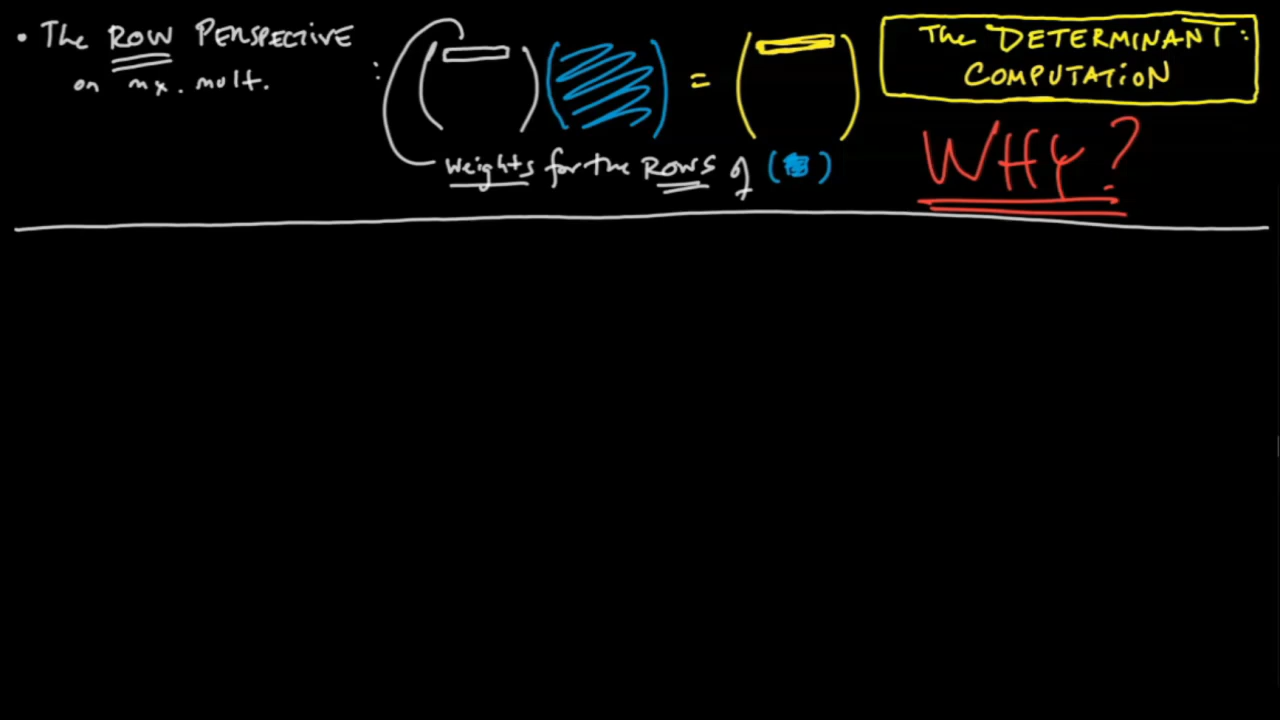 • The ROW PERSPECTIVE
on mx. mult. :
( ) ( ) = ( )
weights for the ROWS of ( )
The DETERMINANT:
COMPUTATION
WHY?